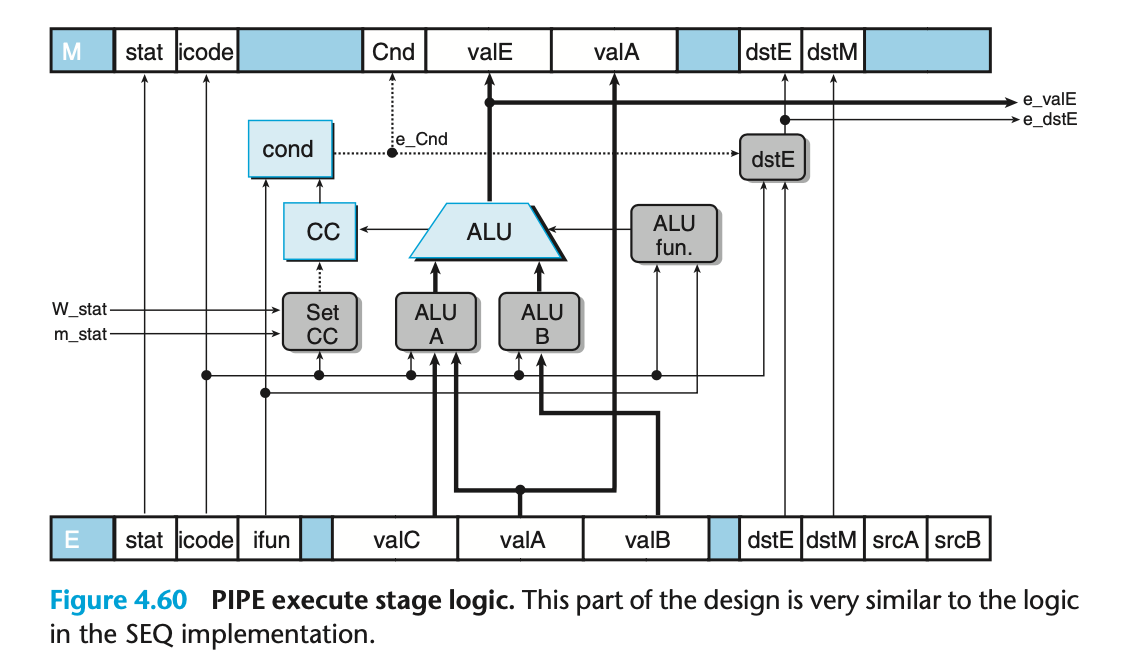 M stat icode Cnd valE valA dstE dstM
e_valE
e_dstE
e_Cnd
cond
dstE
CC
ALU
ALU
fun.
W_stat
m_stat
Set
CC
ALU
A
ALU
B
E stat icode ifun valC valA valB dstE dstM srcA srcB
Figure 4.60 PIPE execute stage logic. This part of the design is very similar to the logic
in the SEQ implementation.